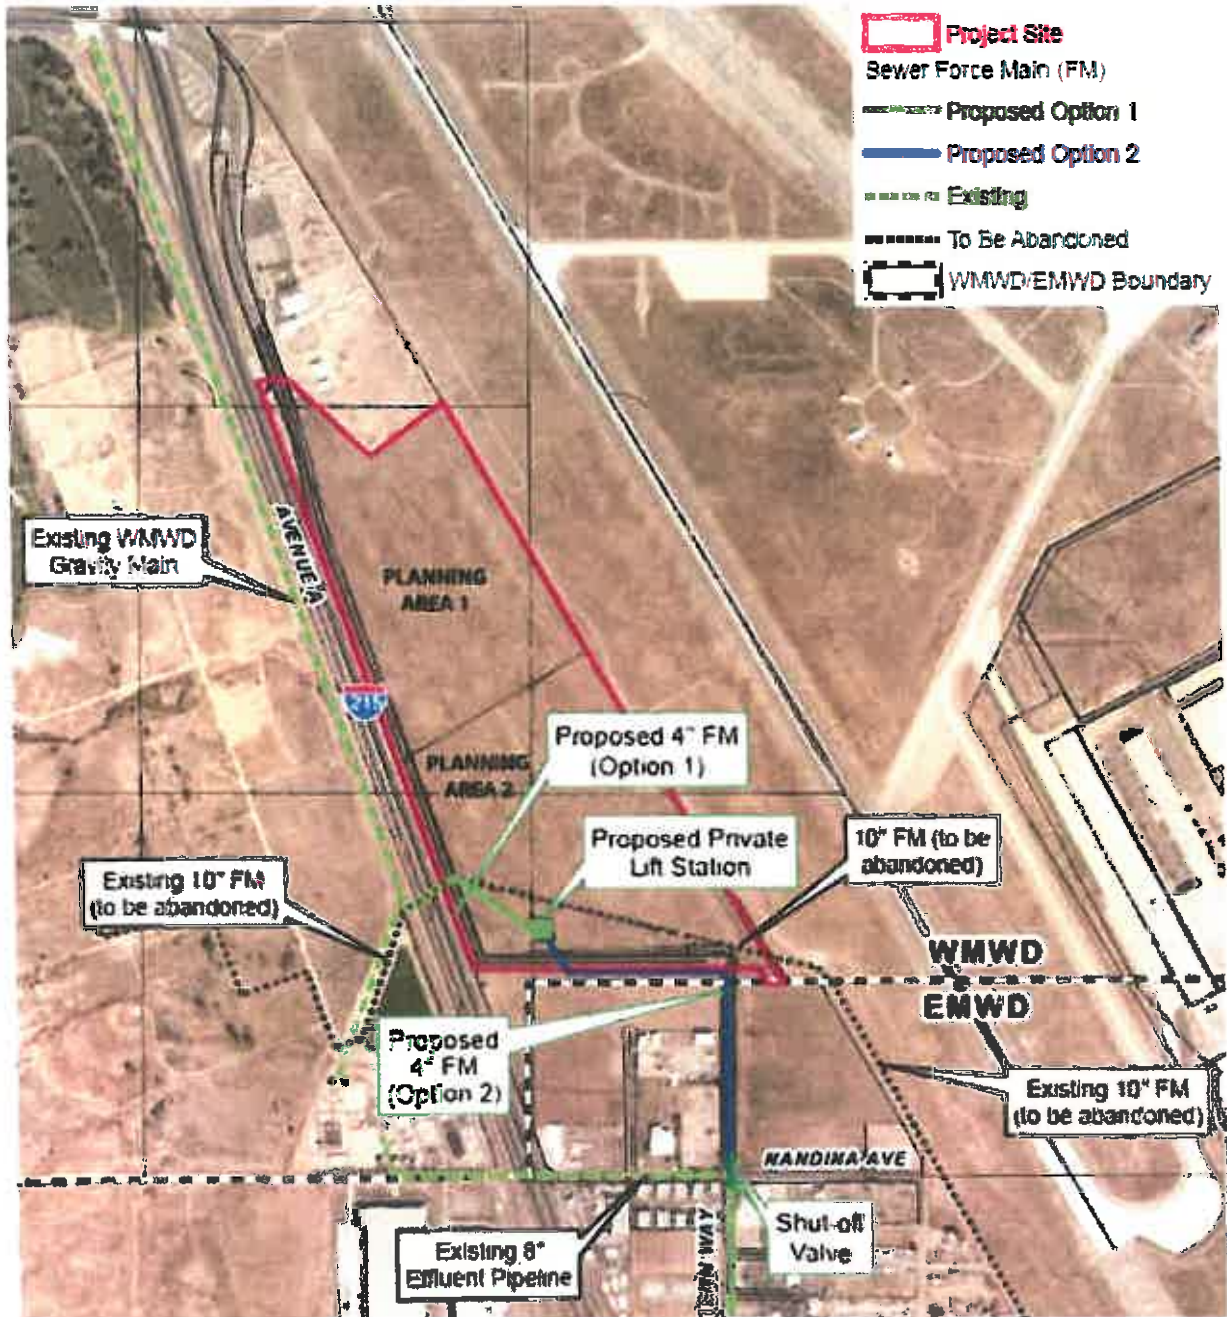 Project Site
Sewer Force Main (FM)
Proposed Option 1
Proposed Option 2
Existing
To Be Abandoned
WMWD/EMWD Boundary
Existing WMWD
Gravity Main
AVENUE A
PLANNING
AREA 1
215
Proposed 4" FM
(Option 1)
PLANNING
AREA 2
Proposed Private
Lift Station
10" FM (to be
abandoned)
Existing 10" FM
(to be abandoned)
WMWD
EMWD
Proposed
4" FM
(Option 2)
Existing 10" FM
(to be abandoned)
NANDINA AVE
Shut-off
Valve
Existing 8"
Effluent Pipeline
WAY